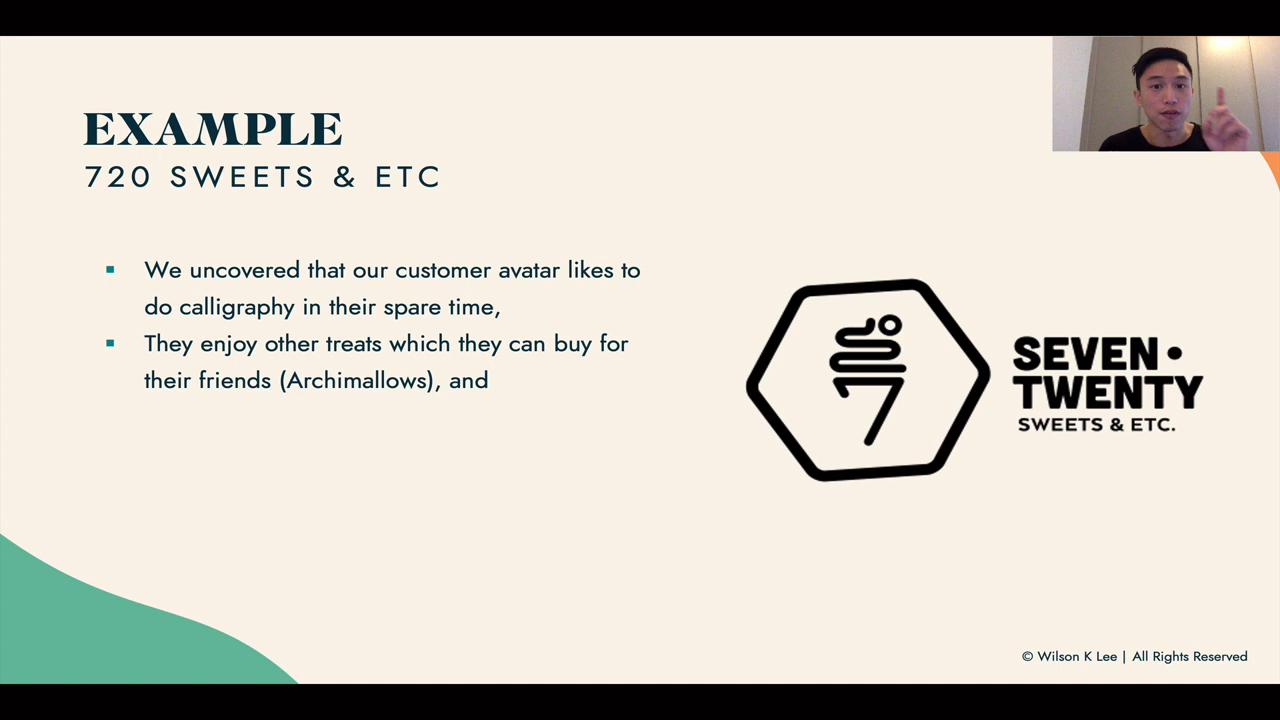 EXAMPLE
720 SWEETS & ETC
▪ We uncovered that our customer avatar likes to
do calligraphy in their spare time,
▪ They enjoy other treats which they can buy for
their friends (Archimallows), and
7
SEVEN •
TWENTY
SWEETS & ETC.
© Wilson K Lee | All Rights Reserved